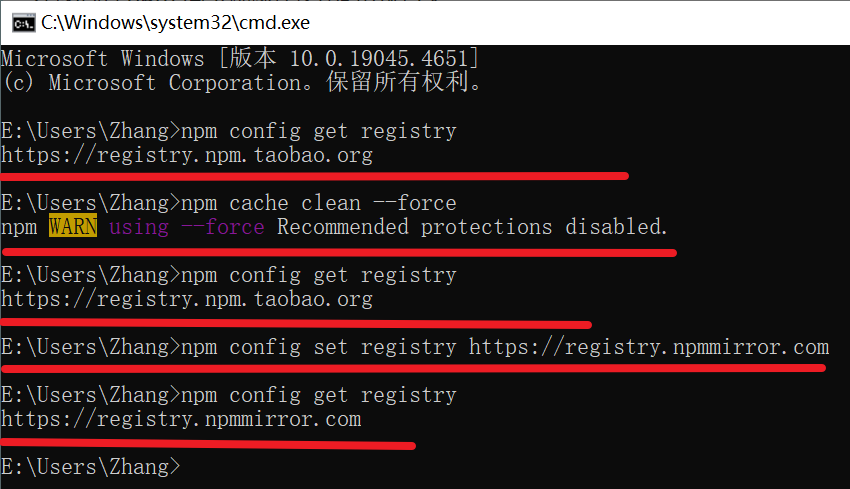 C:\Windows\system32\cmd.exe
Microsoft Windows [版本 10.0.19045.4651]
(c) Microsoft Corporation。保留所有权利。
E:\Users\Zhang>npm config get registry
https://registry.npm.taobao.org
E:\Users\Zhang>npm cache clean --force
npm WARN using --force Recommended protections disabled.
E:\Users\Zhang>npm config get registry
https://registry.npm.taobao.org
E:\Users\Zhang>npm config set registry https://registry.npmmirror.com
E:\Users\Zhang>npm config get registry
https://registry.npmmirror.com
E:\Users\Zhang>